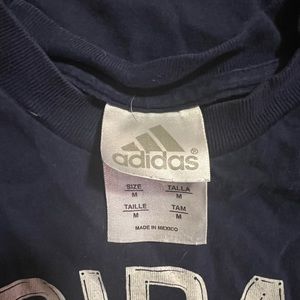 adidas®
SIZE TALLA
M M
TAILLE TAM
M M
MADE IN MEXICO